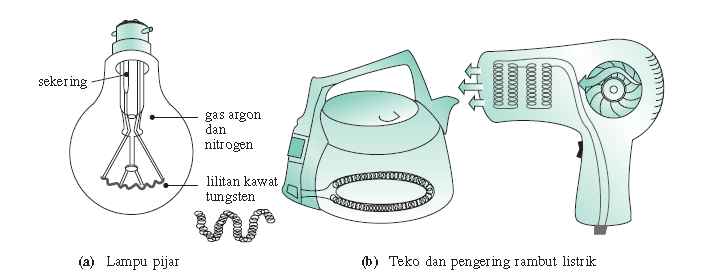 sekering
gas argon
dan
nitrogen
lilitan kawat
tungsten
(a) Lampu pijar
(b) Teko dan pengering rambut listrik